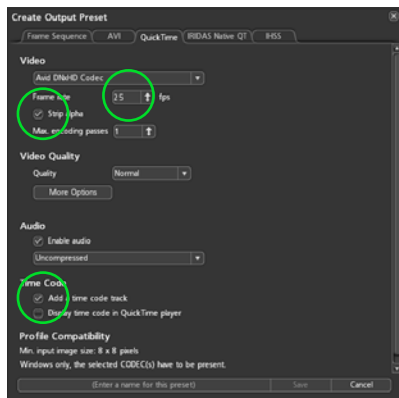 Create Output Preset
Frame Sequence AVI QuickTime IRIDAS Native QT IHSS
Video
Avid DNxHD Codec
Frame rate 25 fps
Strip alpha
Max. encoding passes 1
Video Quality
Quality Normal
More Options
Audio
Enable audio
Uncompressed
Time Code
Add a time code track
Display time code in QuickTime player
Profile Compatibility
Min. input image size: 8 x 8 pixels
Windows only, the selected CODEC(s) have to be present.
(Enter a name for this preset) Save Cancel